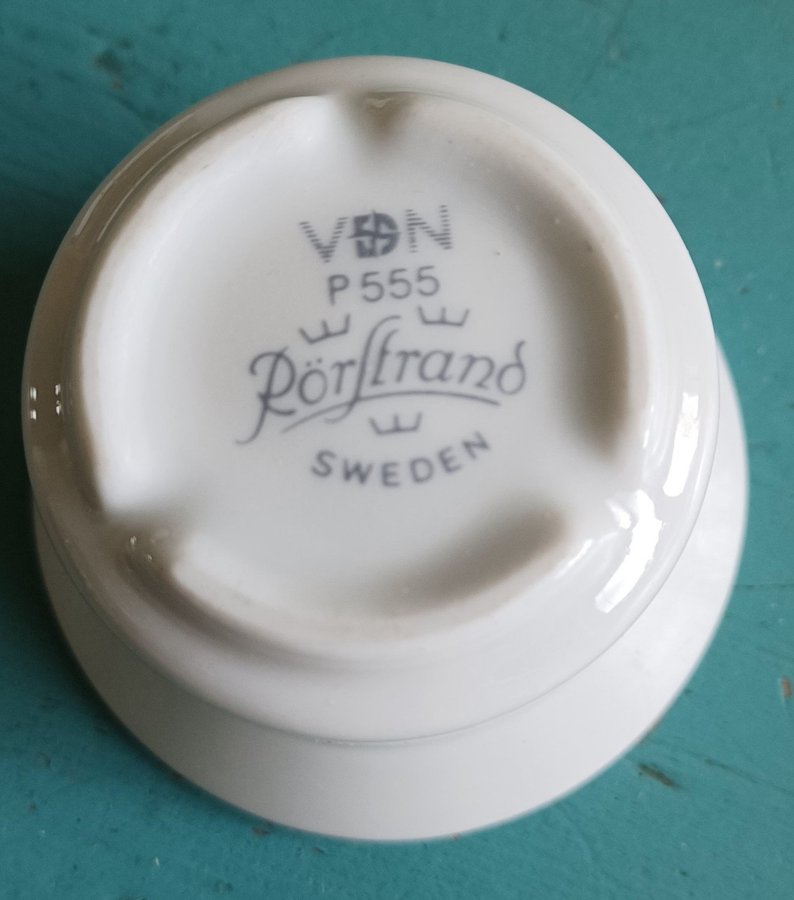 VDN
P555
Rörstrand
SWEDEN